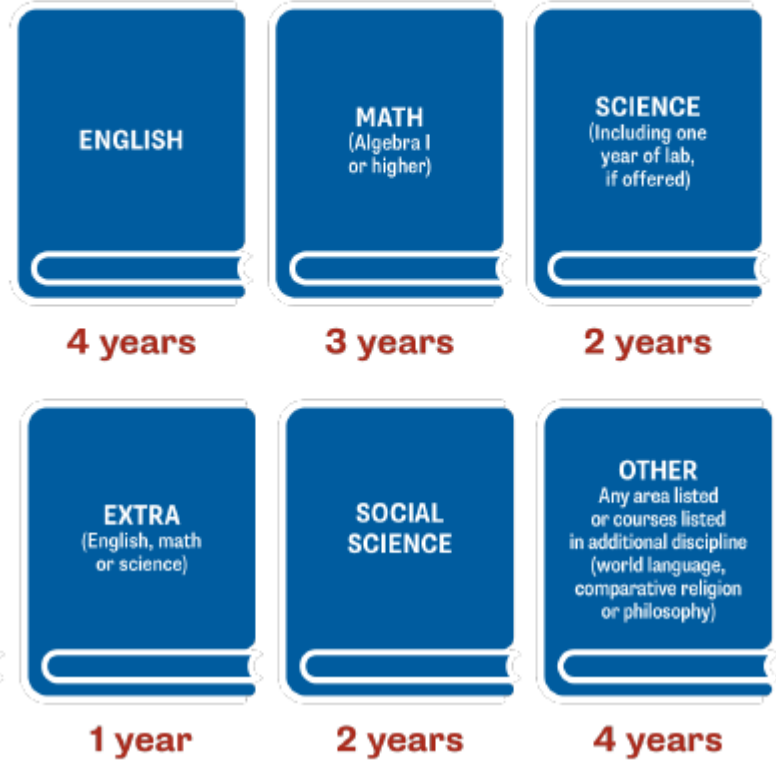 ENGLISH
4 years
MATH
(Algebra I
or higher)
3 years
SCIENCE
(Including one
year of lab,
if offered)
2 years
EXTRA
(English, math
or science)
1 year
SOCIAL
SCIENCE
2 years
OTHER
Any area listed
or courses listed
in additional discipline
(world language,
comparative religion
or philosophy)
4 years